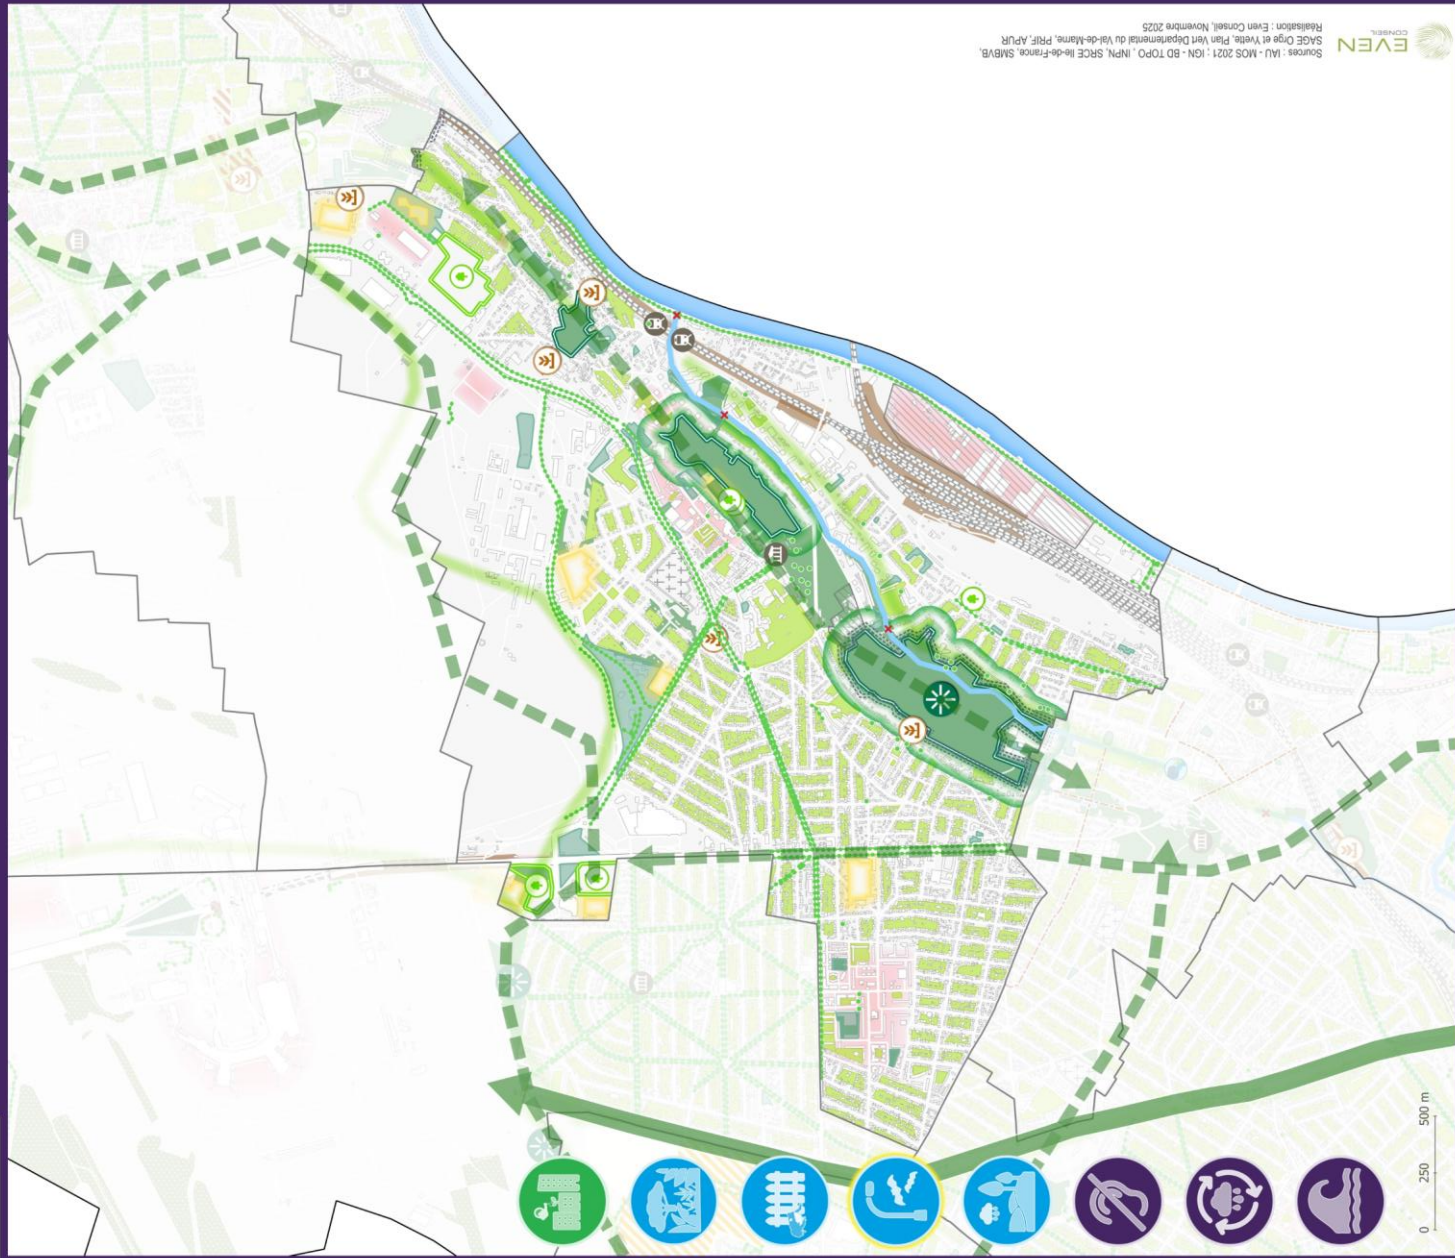 Sources : IAU - MOS 2021 ; IGN - BD TOPO , INPN, SRCE Ile-de-France, SMBVB,
SAGE Orge et Yvette, Plan Vert Départemental du Val-de-Marne, PRIF, APUR
Réalisation : Even Conseil, Novembre 2025
EVEN
CONSEIL
0 250 500 m